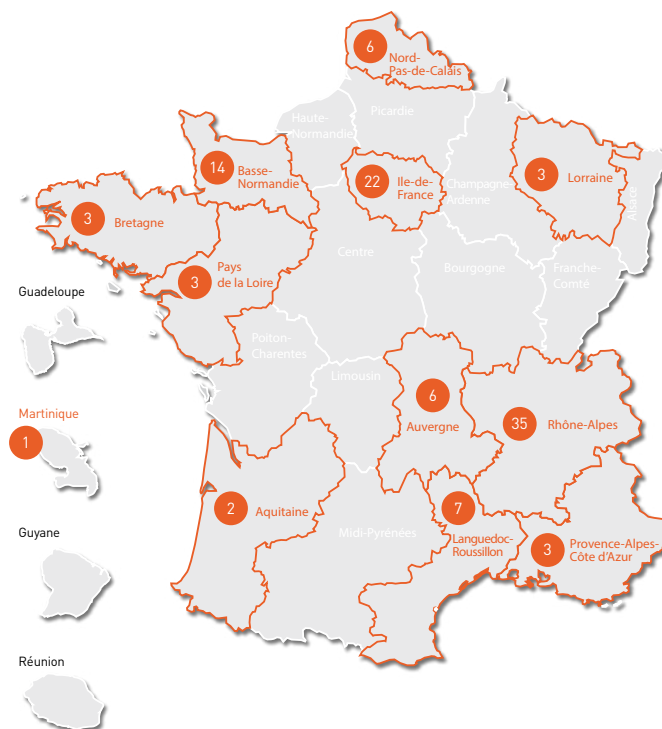 6
Nord-
Pas-de-Calais
Picardie
Haute-
Normandie
14
Basse-
Normandie
22
Ile-de-
France
Champagne-
Ardenne
3
Lorraine
Alsace
3
Bretagne
3
Pays
de la Loire
Centre
Bourgogne
Franche-
Comté
Guadeloupe
Poiton-
Charentes
Limousin
6
Auvergne
35
Rhône-Alpes
Martinique
1
2
Aquitaine
Midi-Pyrénées
7
Languedoc-
Roussillon
3
Provence-Alpes-
Côte d'Azur
Guyane
Réunion